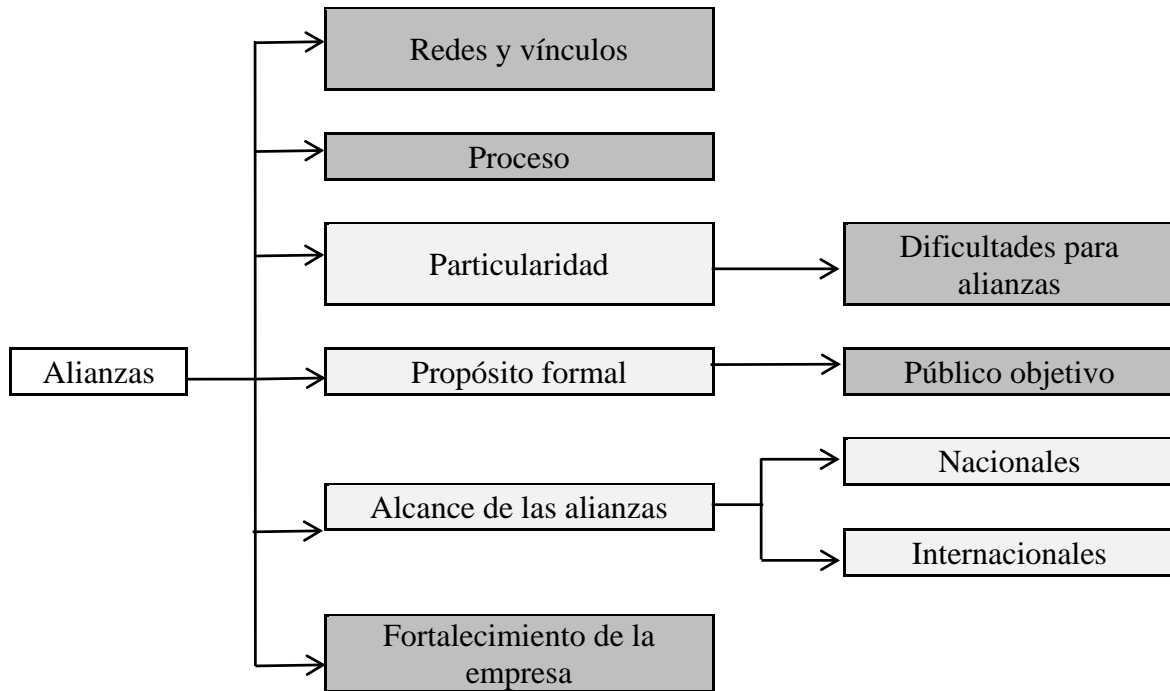 Redes y vínculos
Proceso
Particularidad
Dificultades para
alianzas
Alianzas
Propósito formal
Público objetivo
Nacionales
Alcance de las alianzas
Internacionales
Fortalecimiento de la
empresa